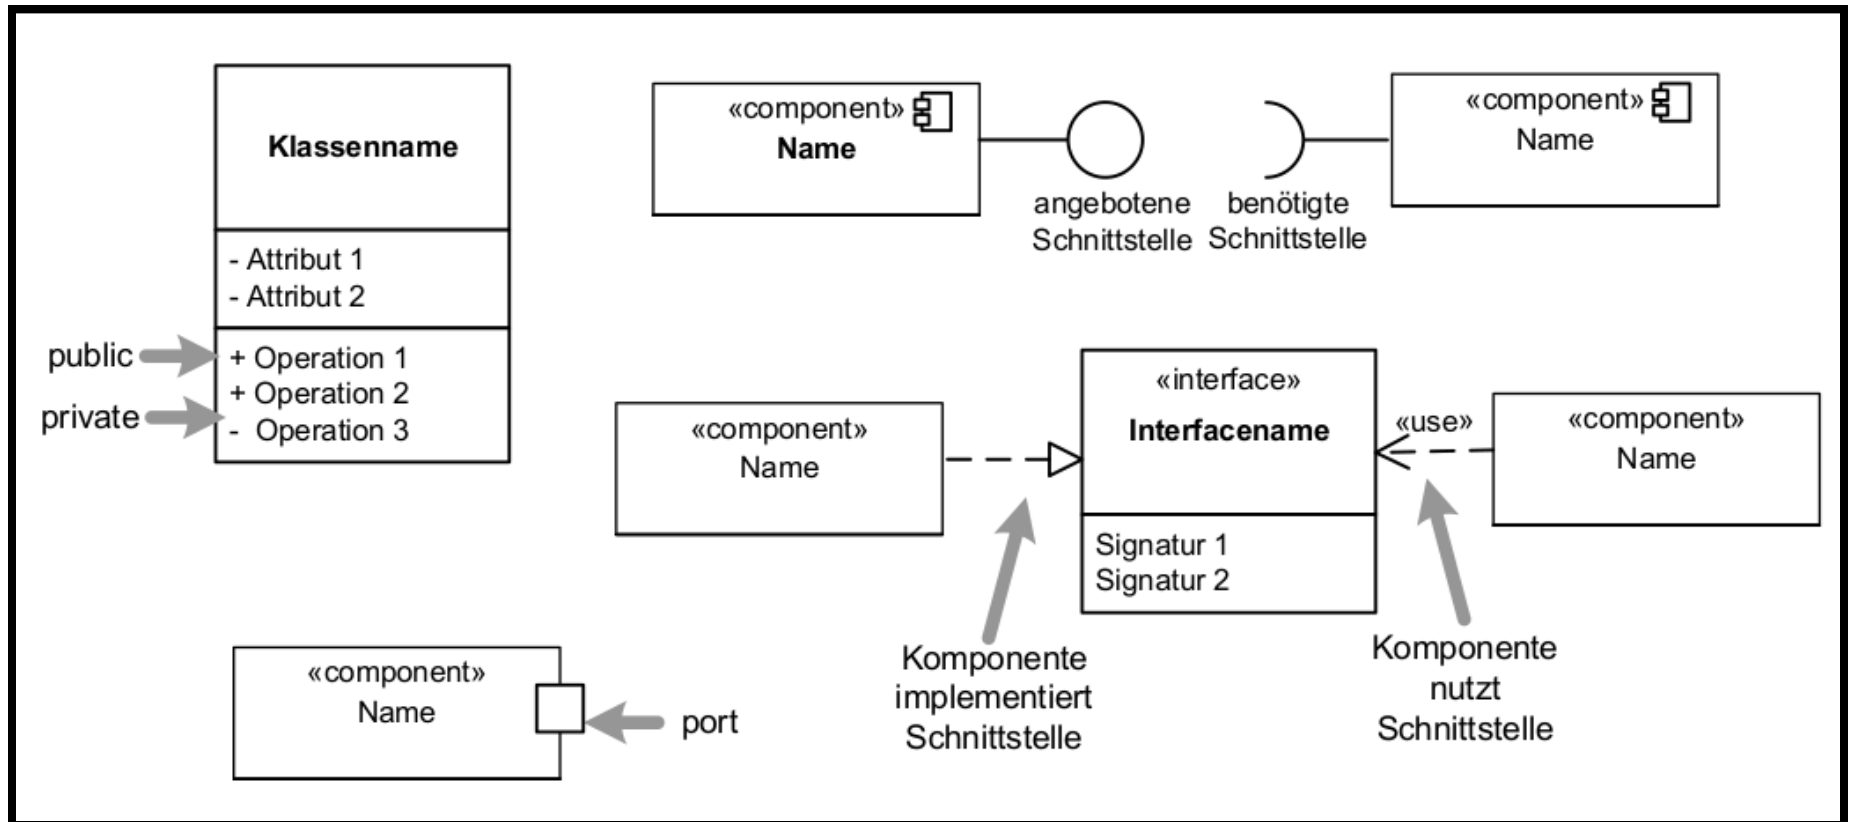 Klassenname
- Attribut 1
- Attribut 2
public
+ Operation 1
+ Operation 2
private
- Operation 3
«component»
Name
angebotene
Schnittstelle
benötigte
Schnittstelle
«component»
Name
«component»
Name
«interface»
Interfacename
Signatur 1
Signatur 2
«use»
«component»
Name
Komponente
implementiert
Schnittstelle
Komponente
nutzt
Schnittstelle
«component»
Name
port